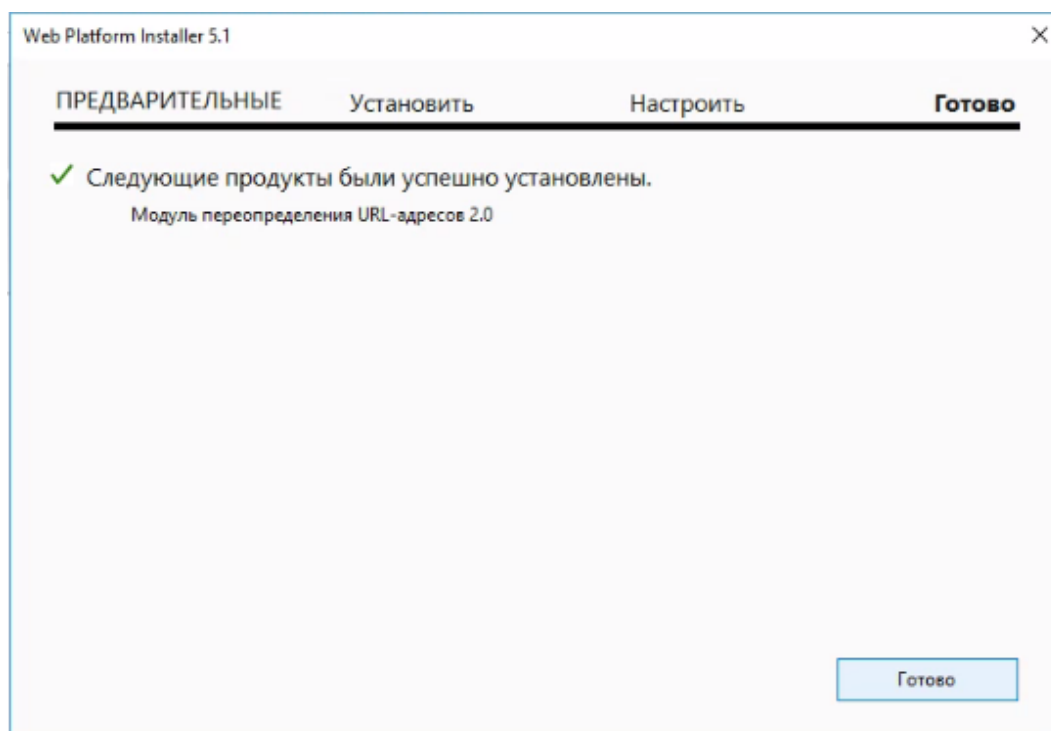 Web Platform Installer 5.1
ПРЕДВАРИТЕЛЬНЫЕ Установить Настроить Готово
Следующие продукты были успешно установлены.
Модуль переопределения URL-адресов 2.0
Готово